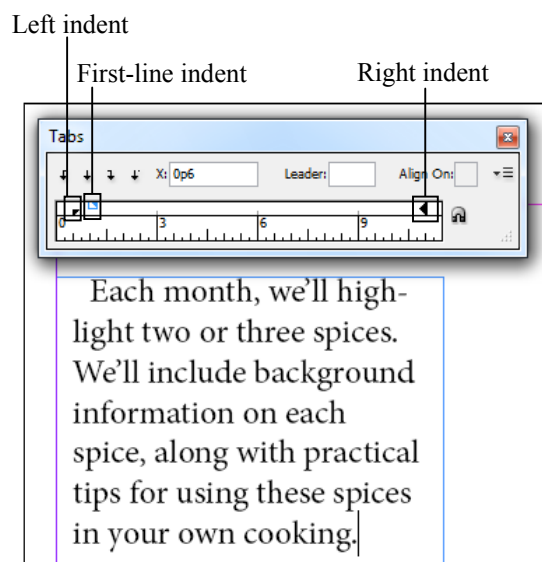 Left indent
First-line indent
Right indent
Tabs
X: 0p6 Leader: Align On:
0 3 6 9
Each month, we’ll high-
light two or three spices.
We’ll include background
information on each
spice, along with practical
tips for using these spices
in your own cooking.